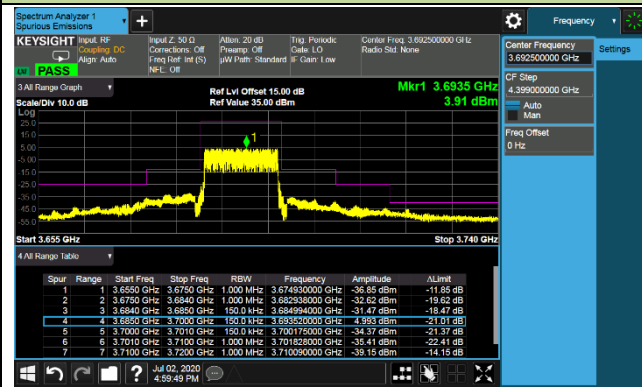 Spectrum Analyzer 1
Spurious Emissions
Frequency
KEYSIGHT Input: RF
Coupling: DC
Align: Auto
Input Z: 50 Ω
Corrections: Off
Freq Ref: Int (S)
NFE: Off
Atten: 20 dB
Preamp: Off
µW Path: Standard
Trig: Periodic
Gate: LO
IF Gain: Low
Center Freq: 3.692500000 GHz
Radio Std: None
PASS
3 All Range Graph
Scale/Div 10.0 dB
Ref Lvl Offset 15.00 dB
Ref Value 35.00 dBm
Mkr1 3.6935 GHz
3.91 dBm
Log
25.0
15.0
5.00
-5.00
-15.0
-25.0
-35.0
-45.0
-55.0
1
Start 3.655 GHz
Stop 3.740 GHz
4 All Range Table
Spur Range Start Freq Stop Freq RBW Frequency Amplitude ΔLimit
1 1 3.6550 GHz 3.6750 GHz 1.000 MHz 3.674930000 GHz -36.85 dBm -11.85 dB
2 2 3.6750 GHz 3.6840 GHz 1.000 MHz 3.682938000 GHz -32.62 dBm -19.62 dB
3 3 3.6840 GHz 3.6850 GHz 150.0 kHz 3.684994000 GHz -31.47 dBm -18.47 dB
4 4 3.6850 GHz 3.7000 GHz 150.0 kHz 3.693520000 GHz 4.993 dBm -21.01 dB
5 5 3.7000 GHz 3.7010 GHz 150.0 kHz 3.700175000 GHz -34.37 dBm -21.37 dB
6 6 3.7010 GHz 3.7100 GHz 1.000 MHz 3.701828000 GHz -35.41 dBm -22.41 dB
7 7 3.7100 GHz 3.7200 GHz 1.000 MHz 3.710090000 GHz -39.15 dBm -14.15 dB
Center Frequency
3.692500000 GHz
Settings
CF Step
4.399000000 GHz
Auto
Man
Freq Offset
0 Hz
?
Jul 02, 2020
4:59:49 PM